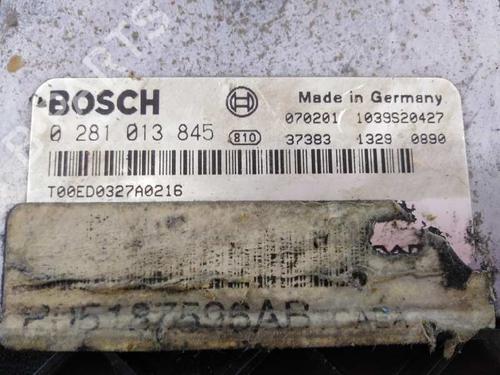 BOSCH
Made in Germany
0 281 013 845
810
070201 1039S20427
37383 1329 0890
T00ED0327A0216